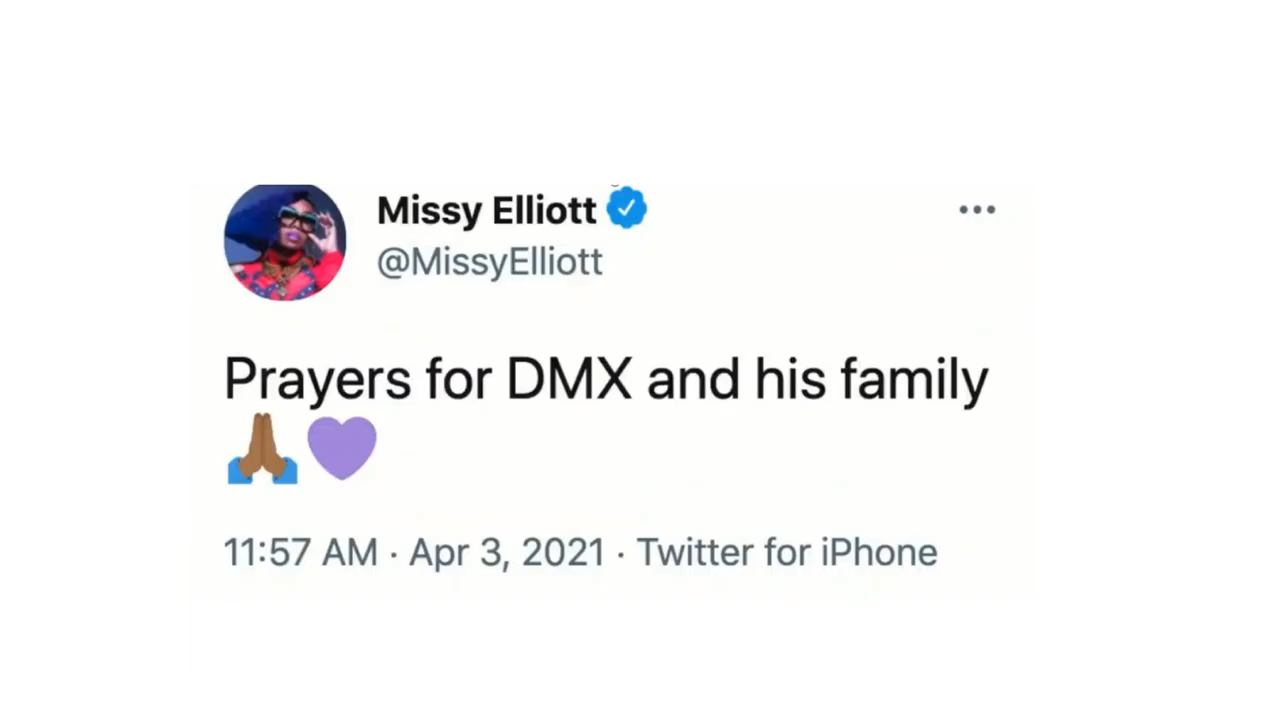 Missy Elliott
@MissyElliott
Prayers for DMX and his family
🙏🏾💜
11:57 AM · Apr 3, 2021 · Twitter for iPhone